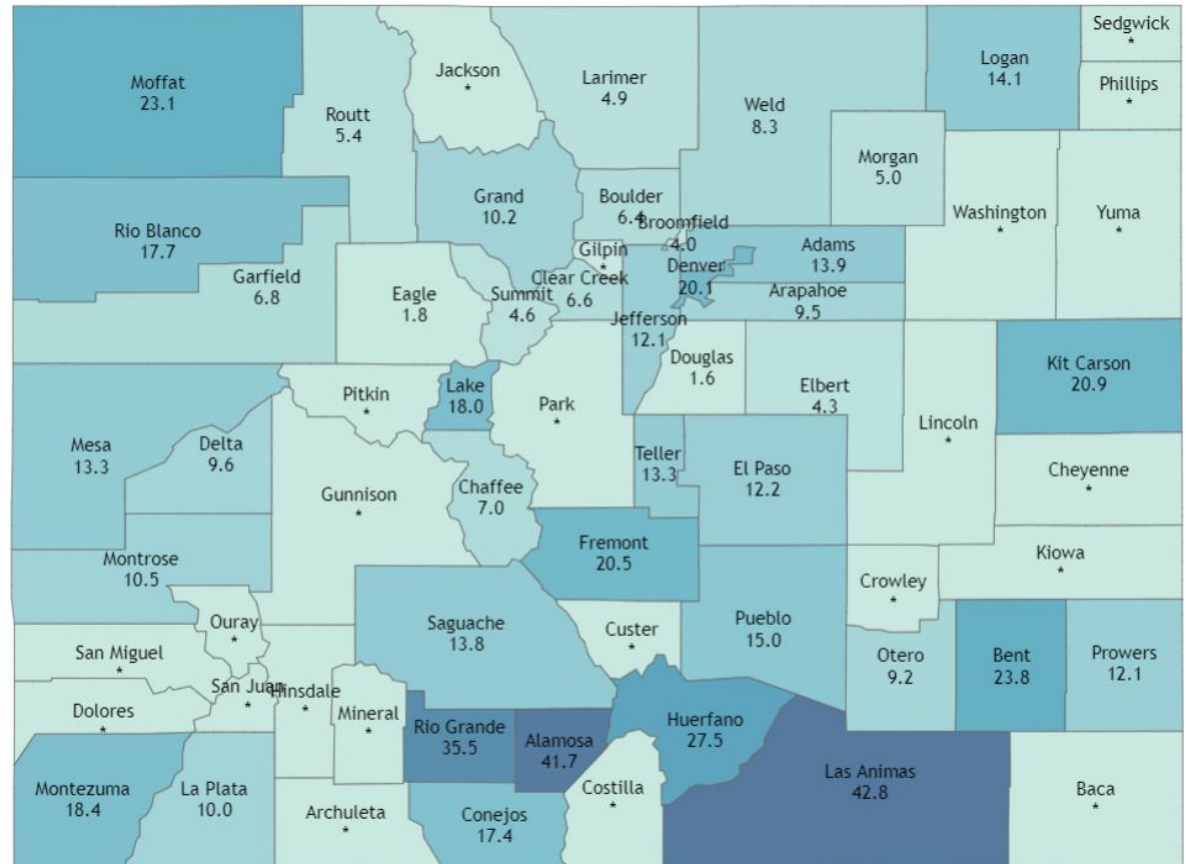 Sedgwick
*
Jackson
*
Larimer
4.9
Logan
14.1
Moffat
23.1
Phillips
*
Weld
8.3
Routt
5.4
Morgan
5.0
Grand
10.2
Boulder
6.4
Washington
*
Yuma
*
Broomfield
4.0
Rio Blanco
17.7
Gilpin
*
Adams
13.9
Denver
20.1
Garfield
6.8
Clear Creek
6.6
Arapahoe
9.5
Eagle
1.8
Summit
4.6
Jefferson
12.1
Douglas
1.6
Kit Carson
20.9
Lake
18.0
Elbert
4.3
Pitkin
*
Park
*
Lincoln
*
Mesa
13.3
Delta
9.6
Teller
13.3
El Paso
12.2
Cheyenne
*
Gunnison
*
Chaffee
7.0
Fremont
20.5
Kiowa
*
Montrose
10.5
Crowley
*
Ouray
*
Saguache
13.8
Custer
*
Pueblo
15.0
San Miguel
*
Otero
9.2
Bent
23.8
Prowers
12.1
San Juan
*
Hinsdale
*
Dolores
*
Mineral
*
Rio Grande
35.5
Alamosa
41.7
Huerfano
27.5
Las Animas
42.8
Montezuma
18.4
La Plata
10.0
Costilla
*
Baca
*
Archuleta
*
Conejos
17.4